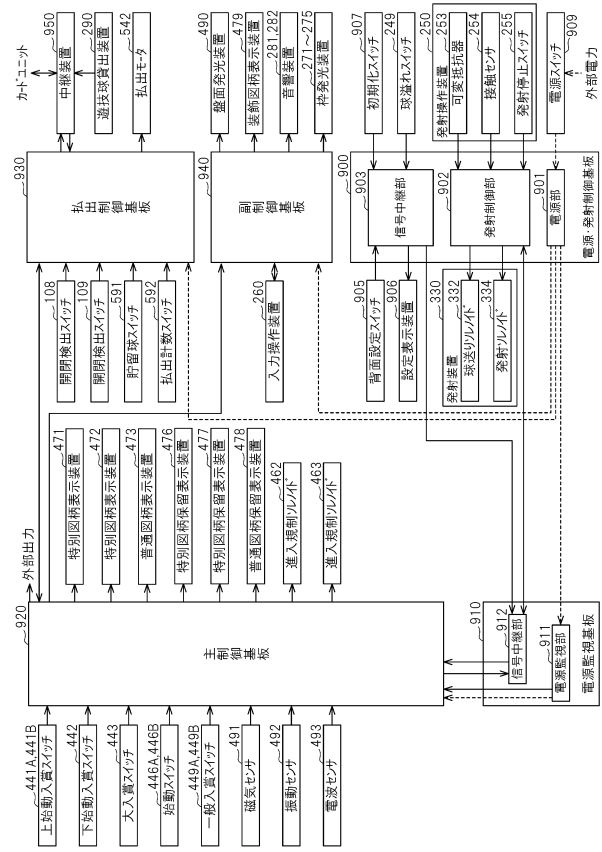 441A,441B
上始動入賞スイッチ
442
下始動入賞スイッチ
443
大入賞スイッチ
446A,446B
始動スイッチ
449A,449B
一般入賞スイッチ
491
磁気センサ
492
振動センサ
493
電波センサ
920
主制御基板
外部出力
471
特別図柄表示装置
472
特別図柄表示装置
473
普通図柄表示装置
476
特別図柄保留表示装置
477
特別図柄保留表示装置
478
普通図柄保留表示装置
462
進入規制ソレノイド
463
進入規制ソレノイド
910
912
信号中継部
911
電源監視部
電源監視基板
108
開閉検出スイッチ
109
開閉検出スイッチ
591
貯留球スイッチ
592
払出計数スイッチ
930
払出制御基板
カードユニット
950
中継装置
290
遊技球貸出装置
542
払出モータ
260
入力操作装置
940
副制御基板
490
盤面発光装置
479
装飾図柄表示装置
281,282
音響装置
271～275
枠発光装置
905
背面設定スイッチ
906
設定表示装置
330
発射装置
332
球送りソレノイド
334
発射ソレノイド
900
903
信号中継部
902
発射制御部
901
電源部
電源・発射制御基板
907
初期化スイッチ
249
球溢れスイッチ
250
発射操作装置
253
可変抵抗器
254
接触センサ
255
発射停止スイッチ
909
電源スイッチ
外部電力